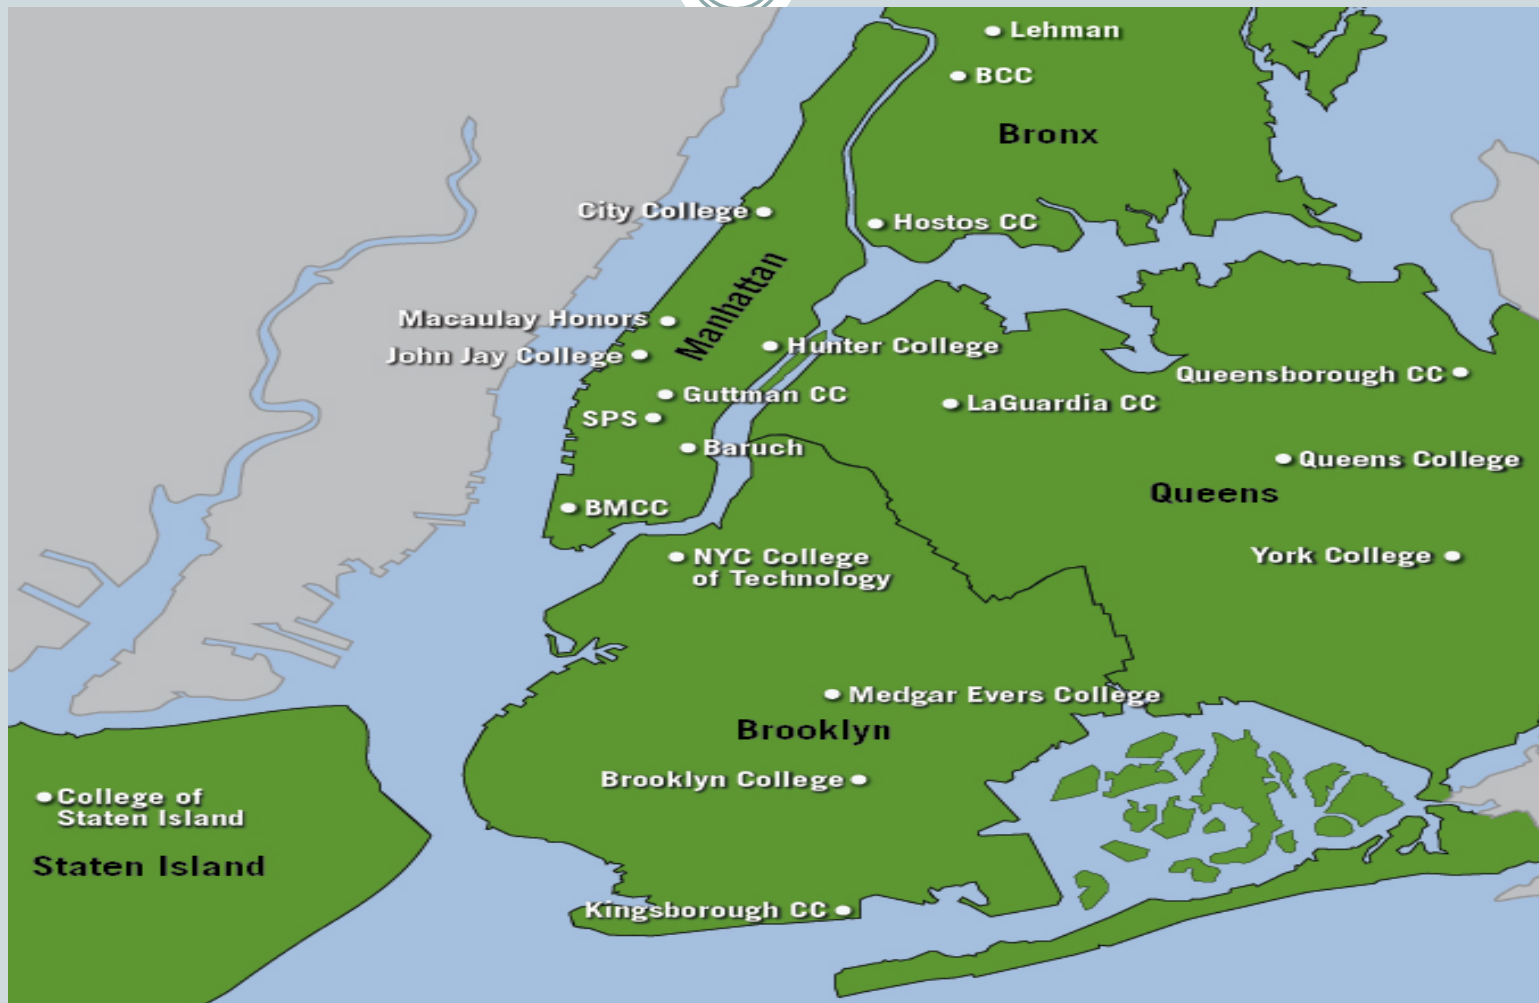 Lehman
BCC
Bronx
City College
Hostos CC
Manhattan
Macaulay Honors
John Jay College
Hunter College
Guttman CC
Queensborough CC
LaGuardia CC
SPS
Baruch
Queens College
Queens
BMCC
NYC College
of Technology
York College
Medgar Evers College
Brooklyn
Brooklyn College
College of
Staten Island
Staten Island
Kingsborough CC